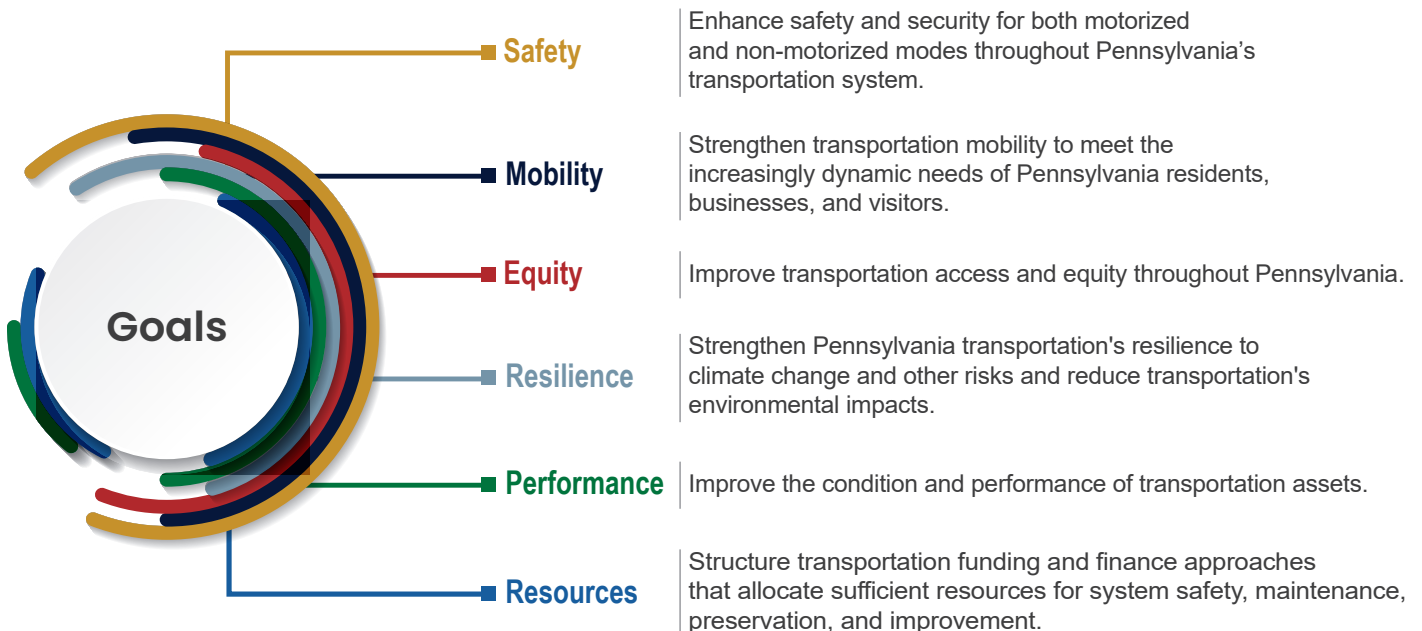 Goals
Safety
Enhance safety and security for both motorized
and non-motorized modes throughout Pennsylvania’s
transportation system.
Mobility
Strengthen transportation mobility to meet the
increasingly dynamic needs of Pennsylvania residents,
businesses, and visitors.
Equity
Improve transportation access and equity throughout Pennsylvania.
Resilience
Strengthen Pennsylvania transportation's resilience to
climate change and other risks and reduce transportation's
environmental impacts.
Performance
Improve the condition and performance of transportation assets.
Resources
Structure transportation funding and finance approaches
that allocate sufficient resources for system safety, maintenance,
preservation, and improvement.